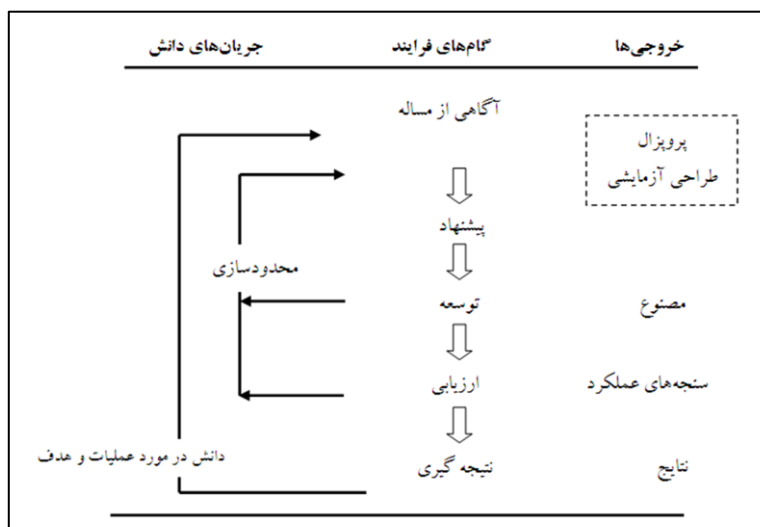 خروجی‌ها
گام‌های فرایند
جریان‌های دانش
آگاهی از مساله
پروپزال
طراحی آزمایشی
پیشنهاد
محدودسازی
توسعه
مصنوع
ارزیابی
سنجه‌های عملکرد
نتیجه گیری
نتایج
دانش در مورد عملیات و هدف